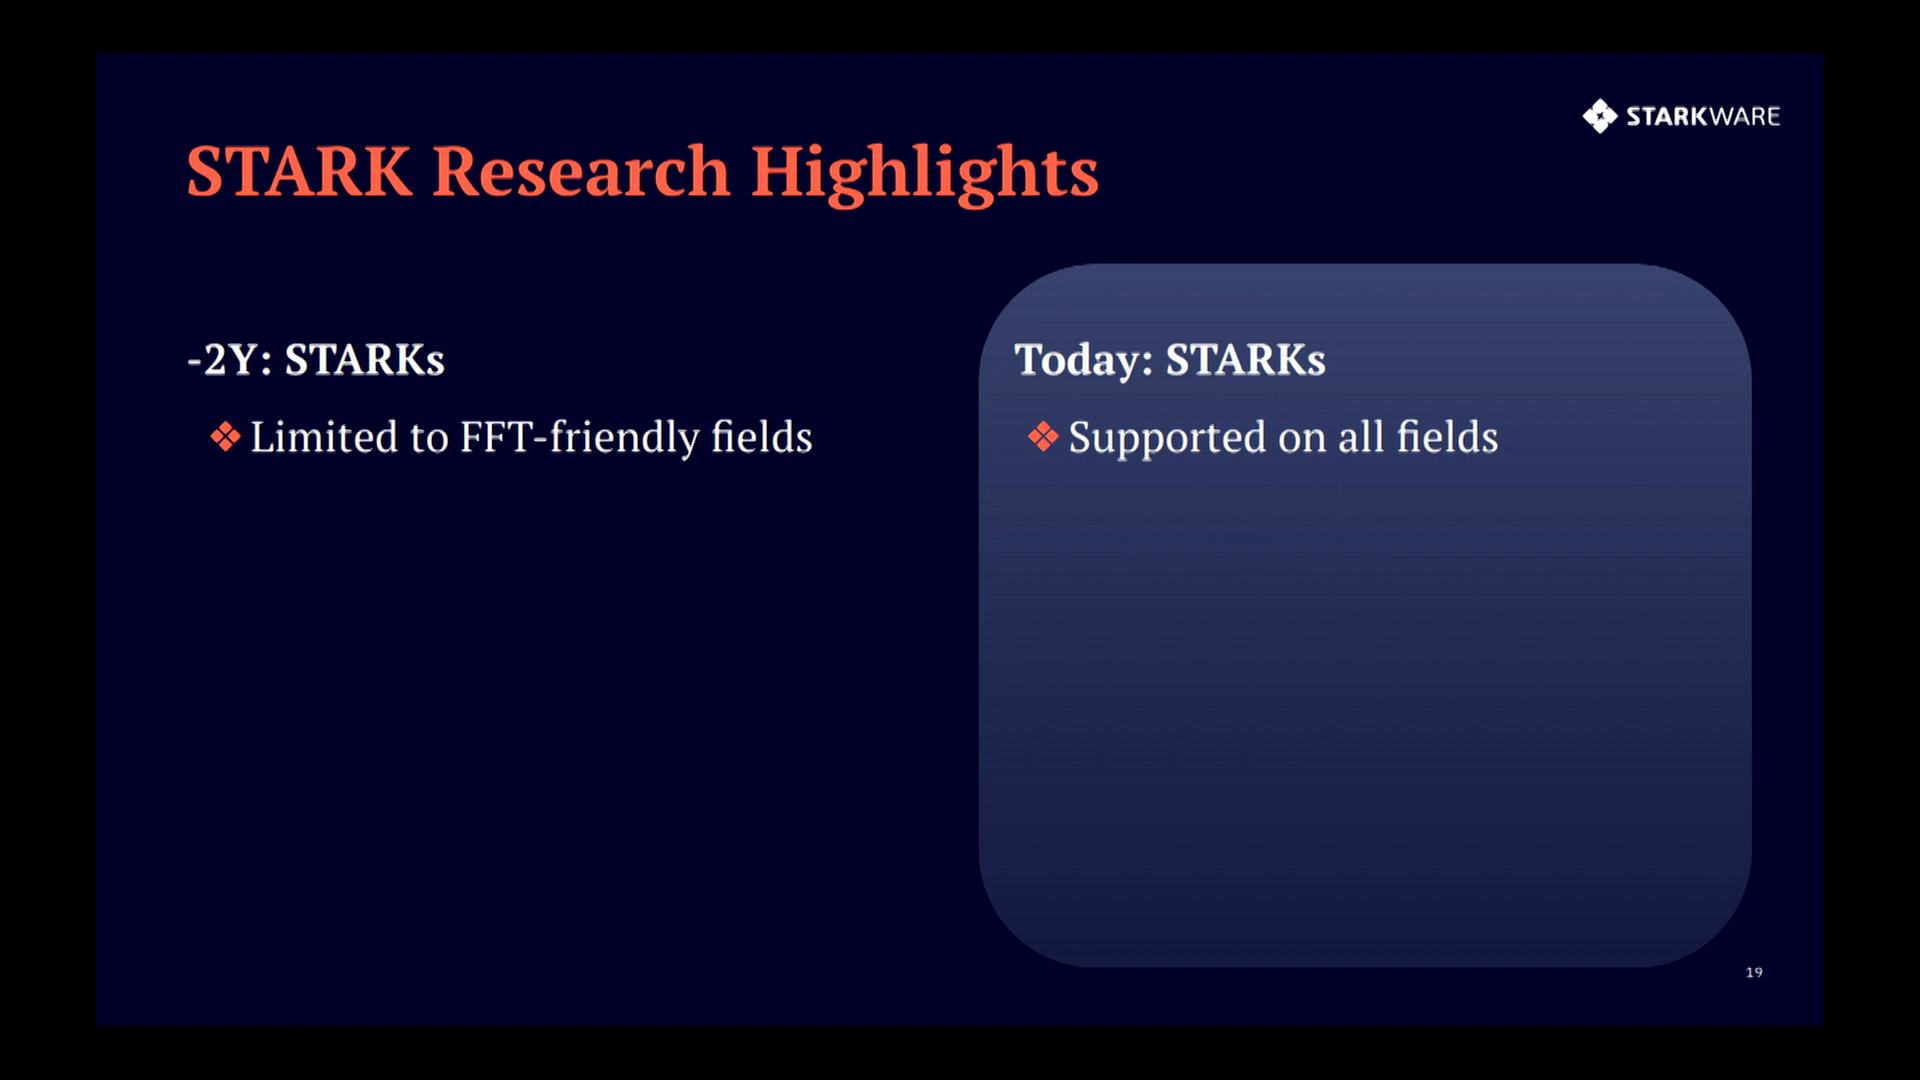 STARKWARE
STARK Research Highlights
-2Y: STARKs
Limited to FFT-friendly fields
Today: STARKs
Supported on all fields
19